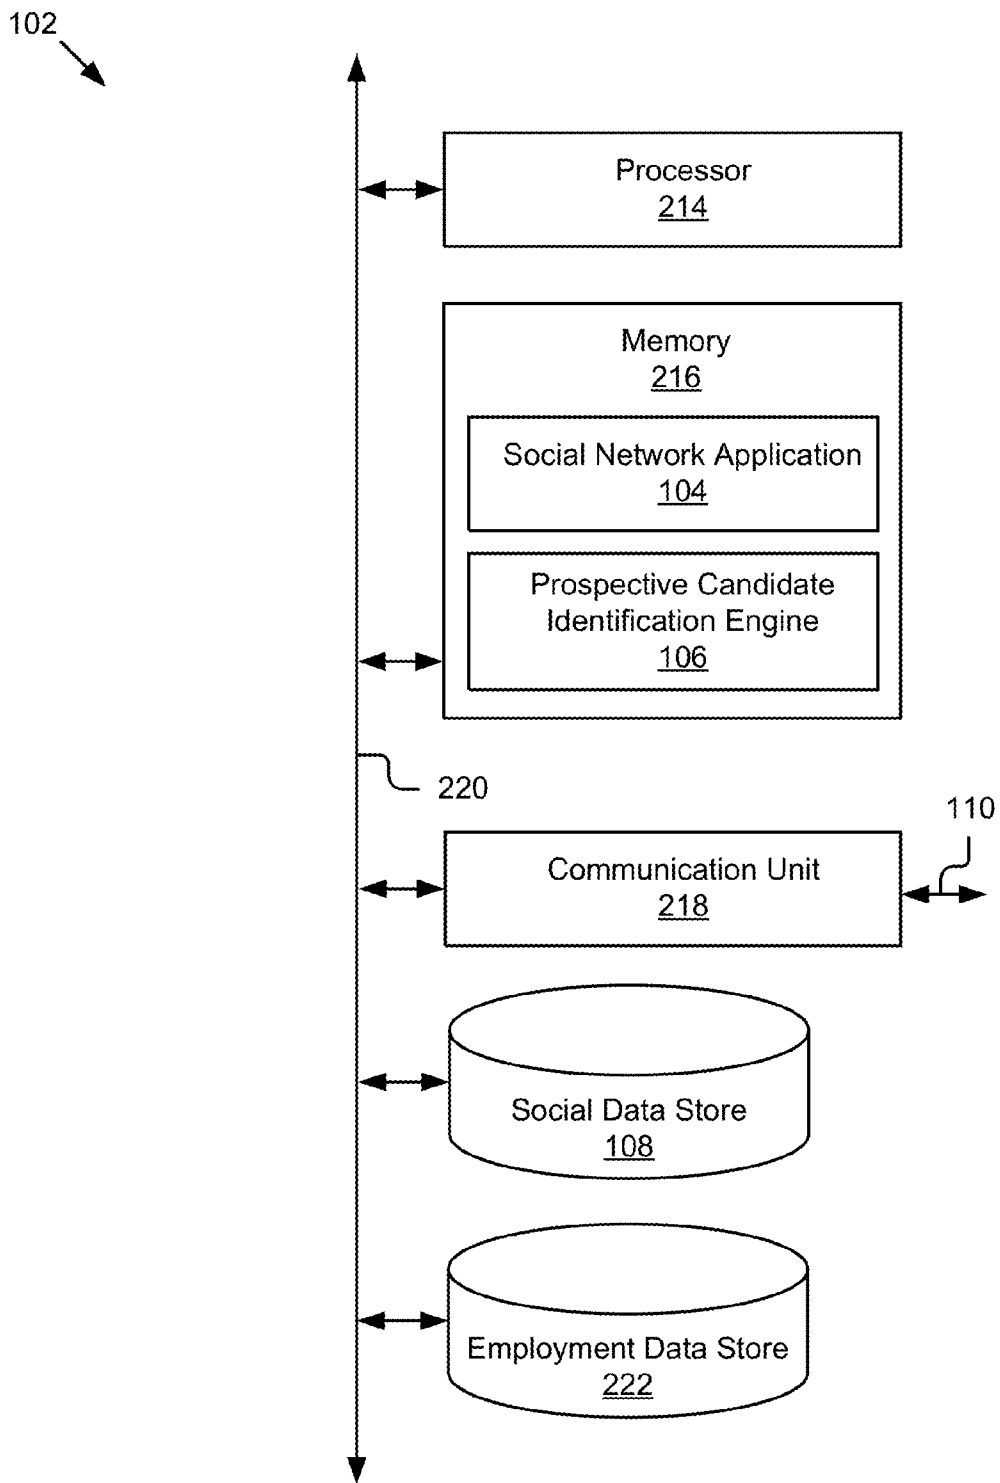 102
Processor
214
Memory
216
Social Network Application
104
Prospective Candidate
Identification Engine
106
220
110
Communication Unit
218
Social Data Store
108
Employment Data Store
222